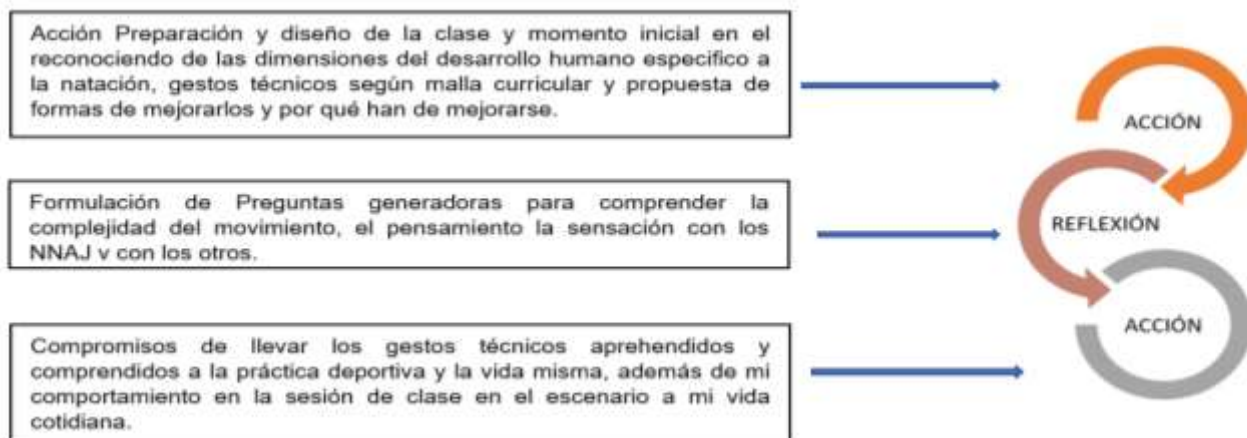 Acción Preparación y diseño de la clase y momento inicial en el
reconociendo de las dimensiones del desarrollo humano especifico a
la natación, gestos técnicos según malla curricular y propuesta de
formas de mejorarlos y por qué han de mejorarse.
ACCIÓN
Formulación de Preguntas generadoras para comprender la
complejidad del movimiento, el pensamiento la sensación con los
NNAJ v con los otros.
REFLEXIÓN
Compromisos de llevar los gestos técnicos aprehendidos y
comprendidos a la práctica deportiva y la vida misma, además de mi
comportamiento en la sesión de clase en el escenario a mi vida
cotidiana.
ACCIÓN